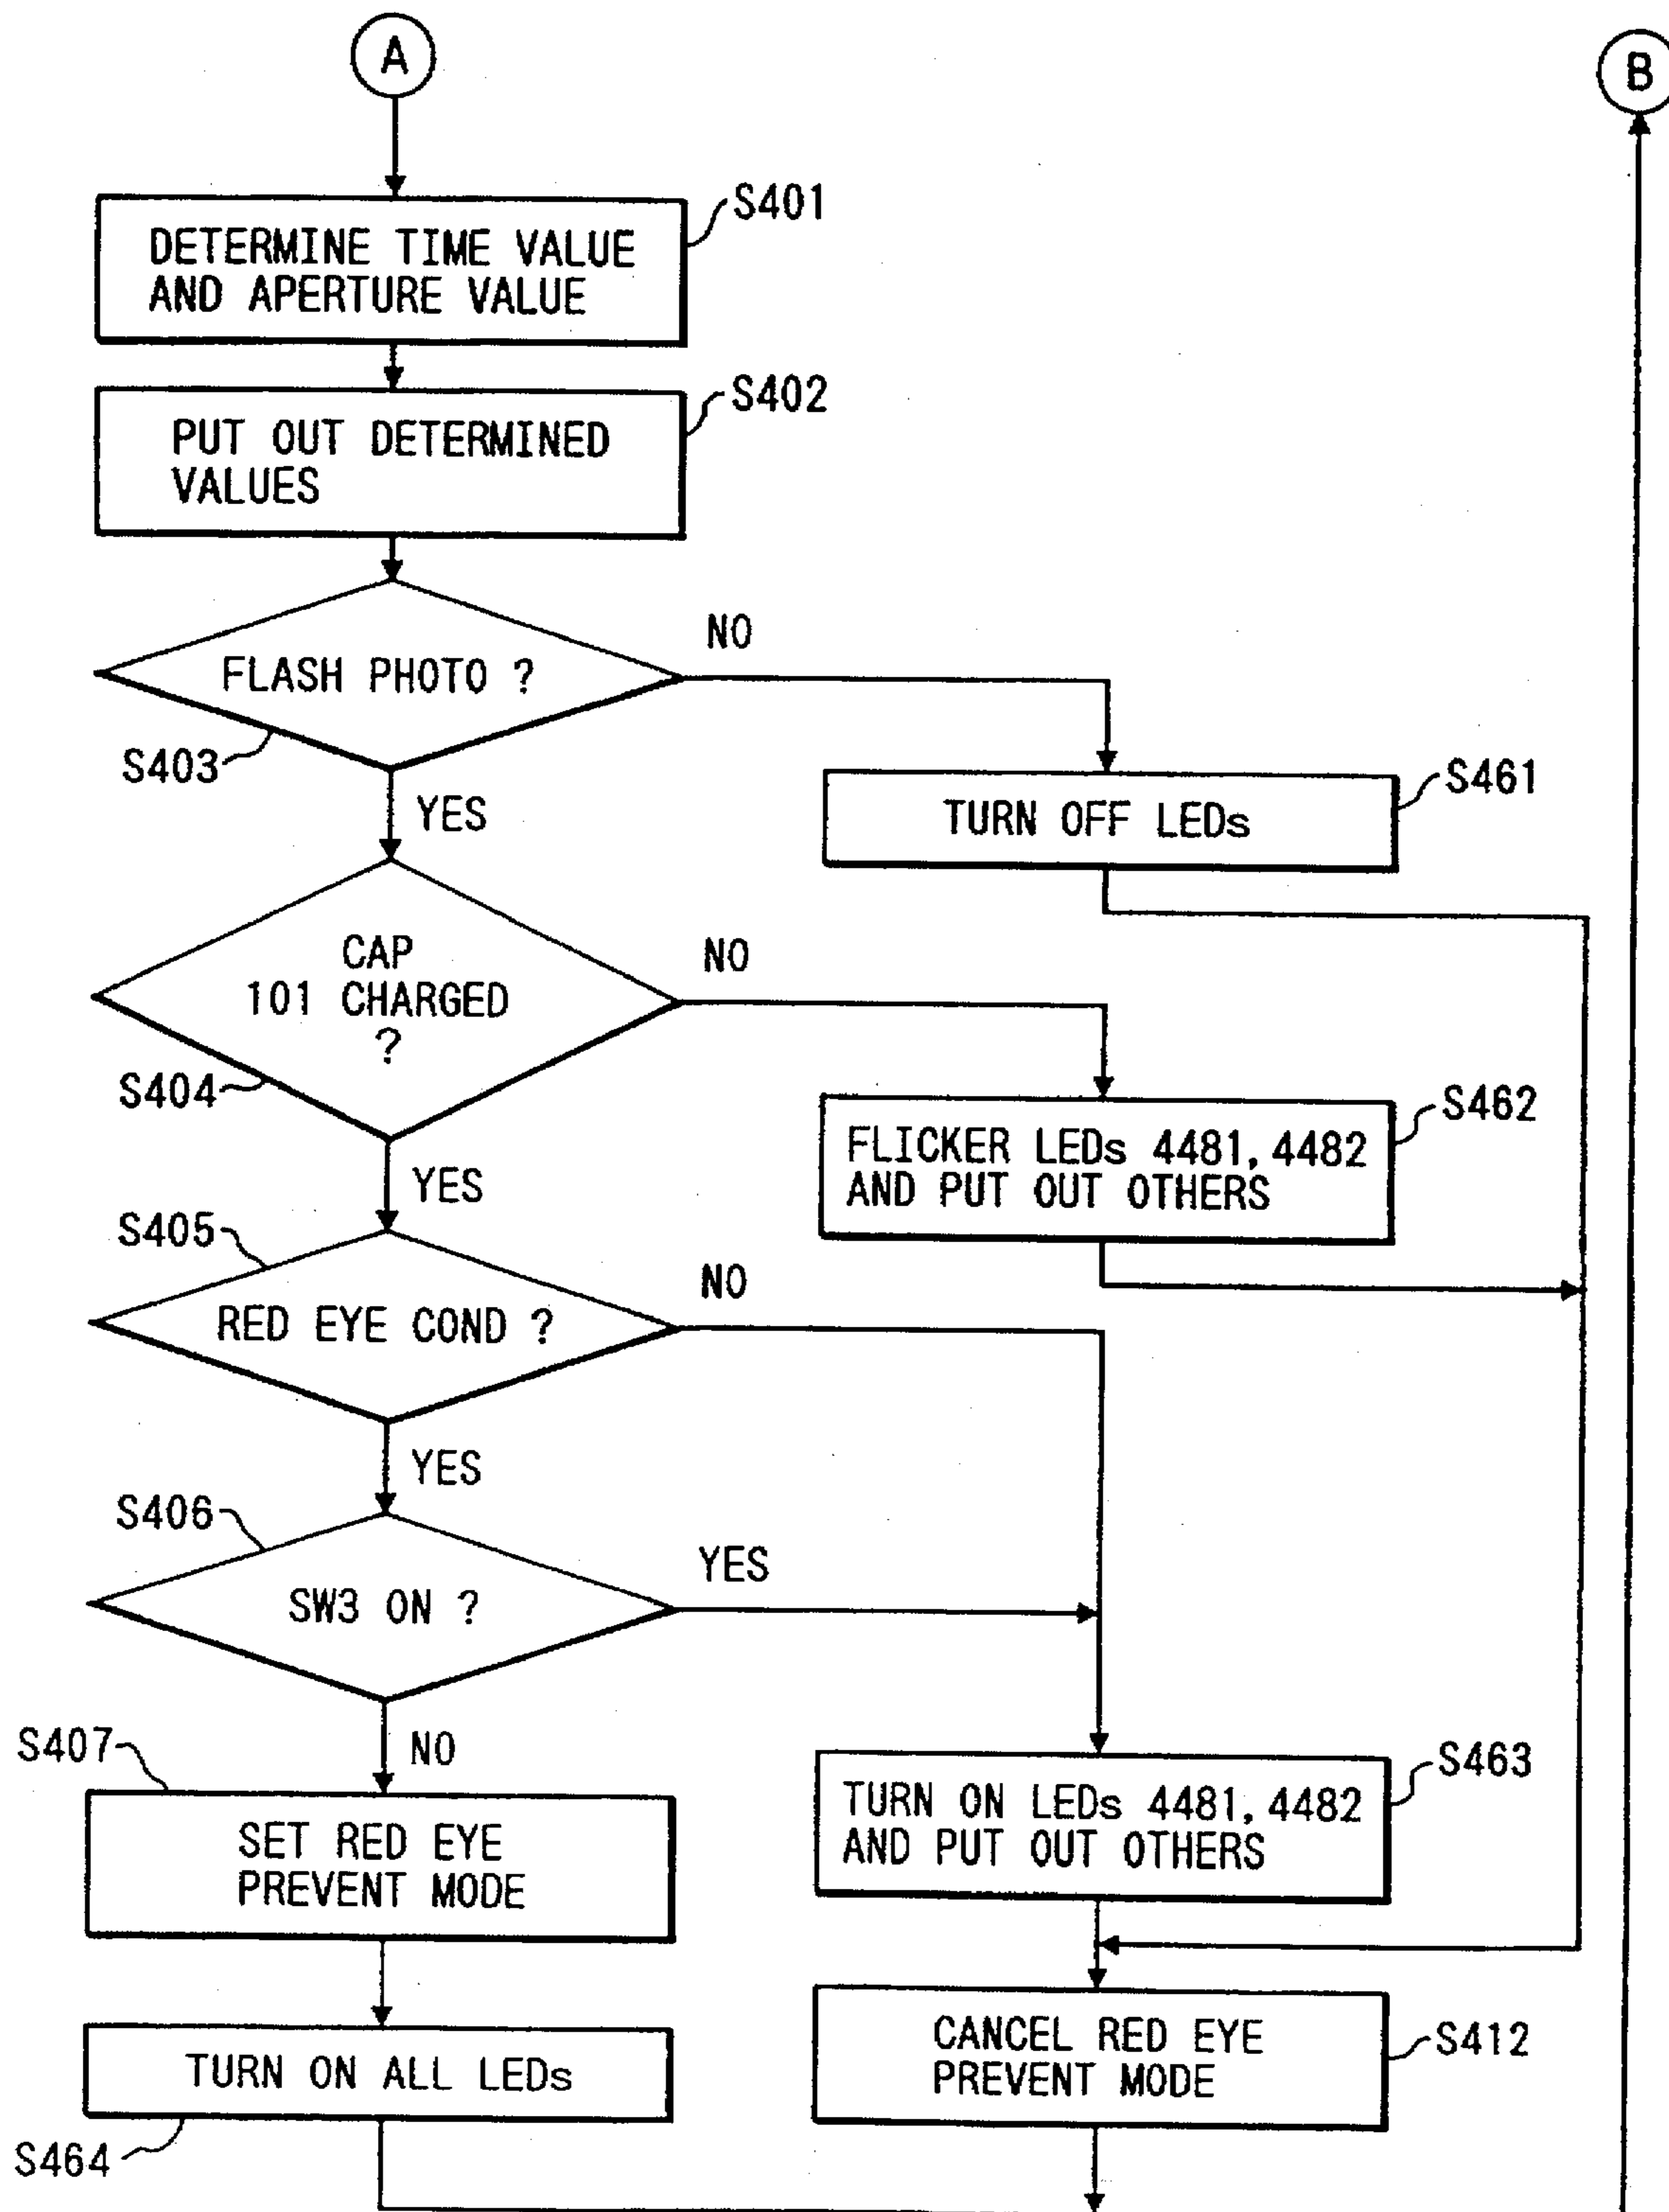 A
B
S401
DETERMINE TIME VALUE
AND APERTURE VALUE
S402
PUT OUT DETERMINED
VALUES
NO
FLASH PHOTO ?
S403
YES
S461
TURN OFF LEDs
CAP
101 CHARGED
?
NO
S404
YES
S462
FLICKER LEDs 4481, 4482
AND PUT OUT OTHERS
S405
NO
RED EYE COND ?
YES
S406
YES
SW3 ON ?
S407
NO
SET RED EYE
PREVENT MODE
S463
TURN ON LEDs 4481, 4482
AND PUT OUT OTHERS
TURN ON ALL LEDs
S464
CANCEL RED EYE
PREVENT MODE
S412